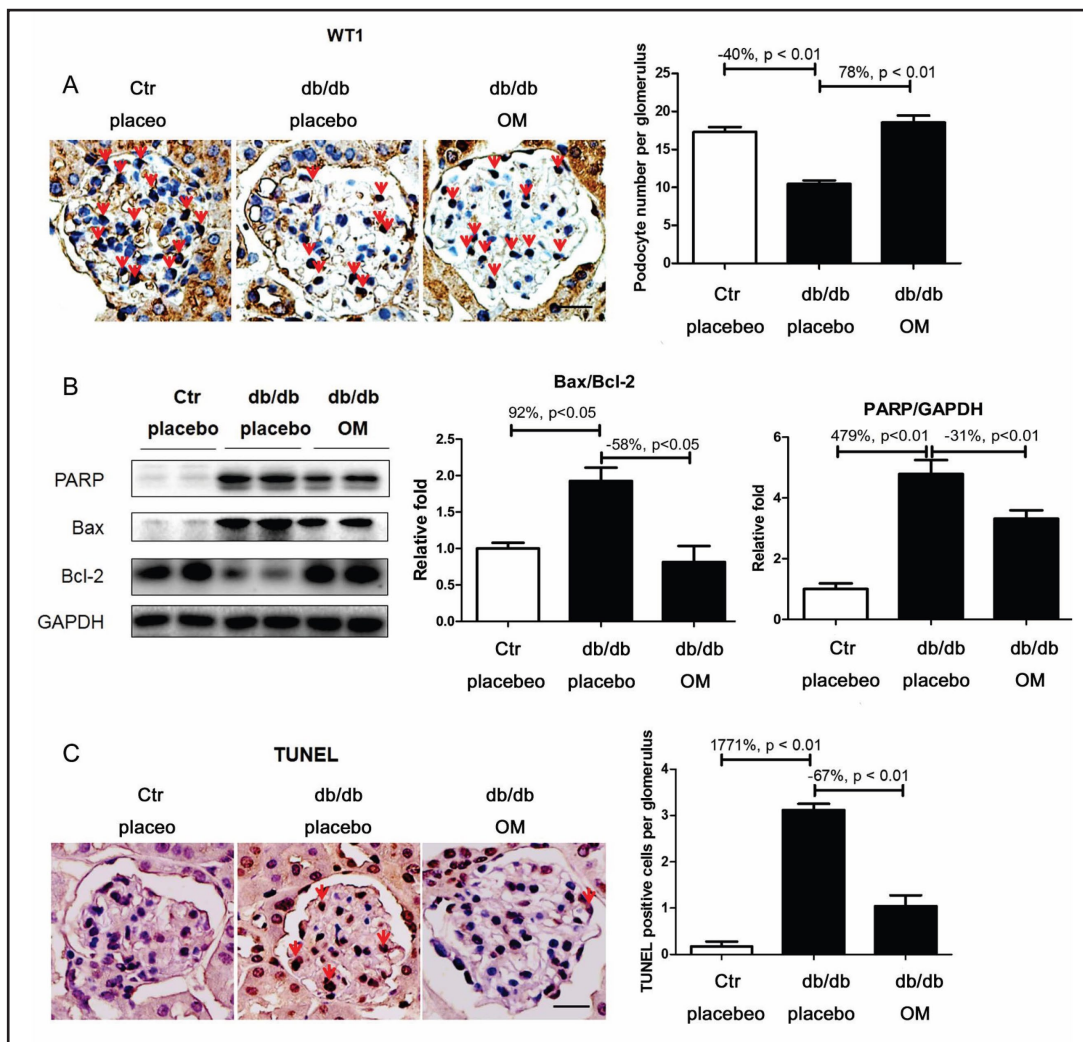 WT1
A
Ctr
placeo
db/db
placebo
db/db
OM
-40%, p < 0.01
78%, p < 0.01
Podocyte number per glomerulus
25
20
15
10
5
0
Ctr
placebeo
db/db
placebo
db/db
OM
B
Ctr
placebo
db/db
placebo
db/db
OM
PARP
Bax
Bcl-2
GAPDH
Bax/Bcl-2
92%, p<0.05
-58%, p<0.05
Relative fold
2.5
2.0
1.5
1.0
0.5
0.0
Ctr
placebeo
db/db
placebo
db/db
OM
PARP/GAPDH
479%, p<0.01
-31%, p<0.01
Relative fold
6
4
2
0
Ctr
placebeo
db/db
placebo
db/db
OM
C
TUNEL
Ctr
placeo
db/db
placebo
db/db
OM
1771%, p < 0.01
-67%, p < 0.01
TUNEL positive cells per glomerulus
4
3
2
1
0
Ctr
placebeo
db/db
placebo
db/db
OM